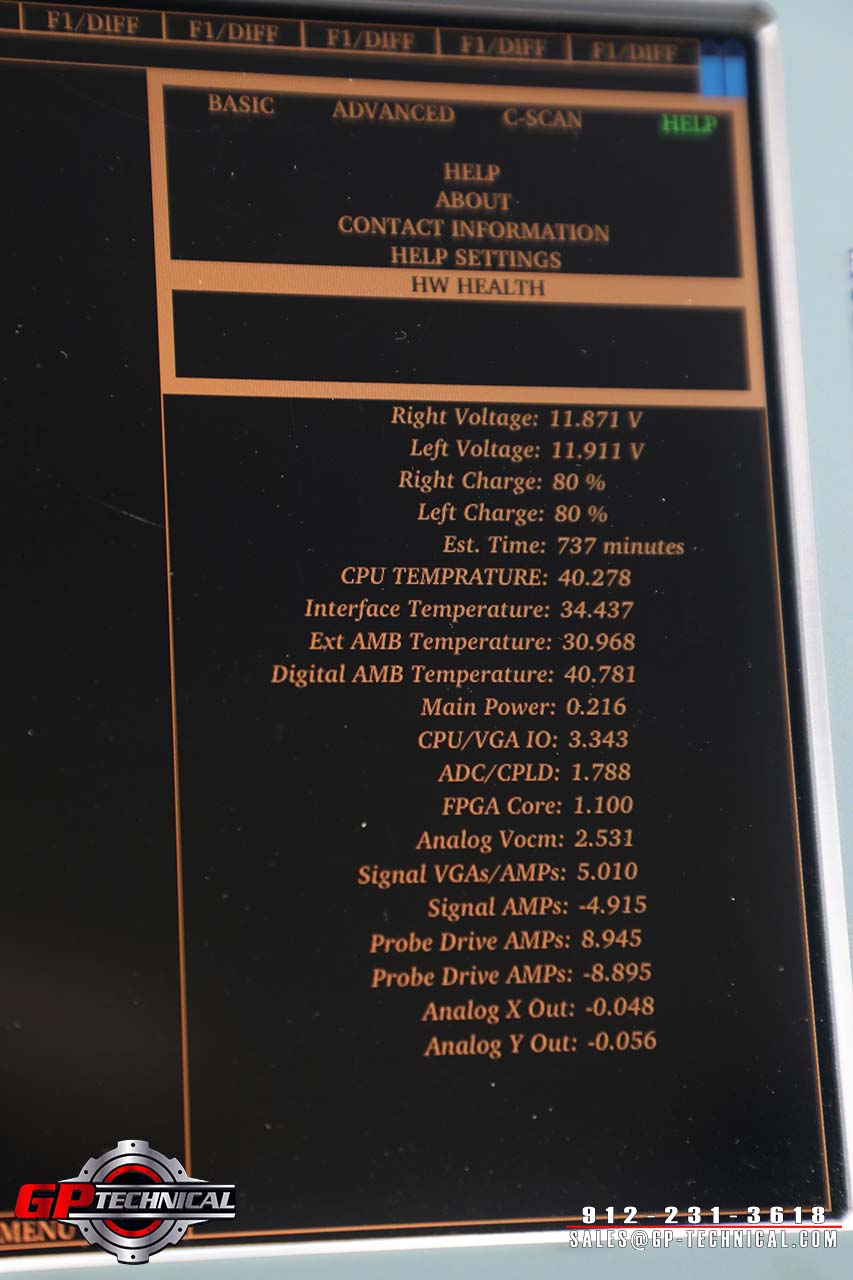 F1/DIFF F1/DIFF F1/DIFF F1/DIFF F1/DIFF
BASIC ADVANCED C-SCAN HELP
HELP
ABOUT
CONTACT INFORMATION
HELP SETTINGS
HW HEALTH
Right Voltage: 11.871 V
Left Voltage: 11.911 V
Right Charge: 80 %
Left Charge: 80 %
Est. Time: 737 minutes
CPU TEMPRATURE: 40.278
Interface Temperature: 34.437
Ext AMB Temperature: 30.968
Digital AMB Temperature: 40.781
Main Power: 0.216
CPU/VGA IO: 3.343
ADC/CPLD: 1.788
FPGA Core: 1.100
Analog Vocm: 2.531
Signal VGAs/AMPs: 5.010
Signal AMPs: -4.915
Probe Drive AMPs: 8.945
Probe Drive AMPs: -8.895
Analog X Out: -0.048
Analog Y Out: -0.056
GP TECHNICAL
MENU
912-231-3618
SALES@GP-TECHNICAL.COM